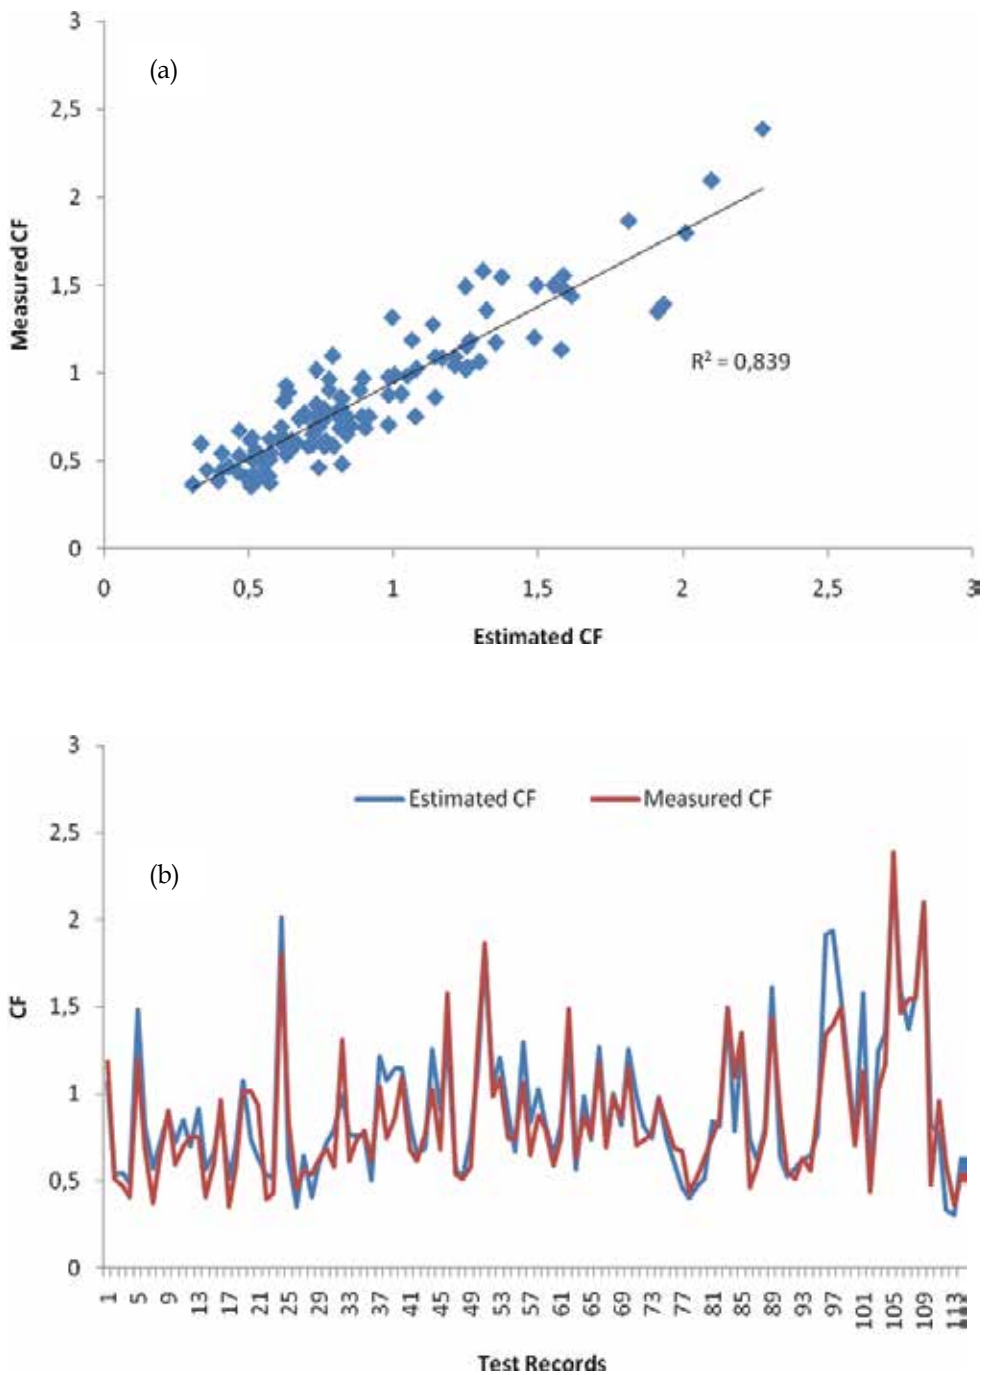 3
(a)
2,5
2
Measured CF
1,5
1
R² = 0,839
0,5
0
0 0,5 1 1,5 2 2,5 3
Estimated CF
3
Estimated CF Measured CF
2,5
(b)
2
CF
1,5
1
0,5
0
1 5 9 13 17 21 25 29 33 37 41 45 49 53 57 61 65 69 73 77 81 85 89 93 97 101 105 109 113
Test Records